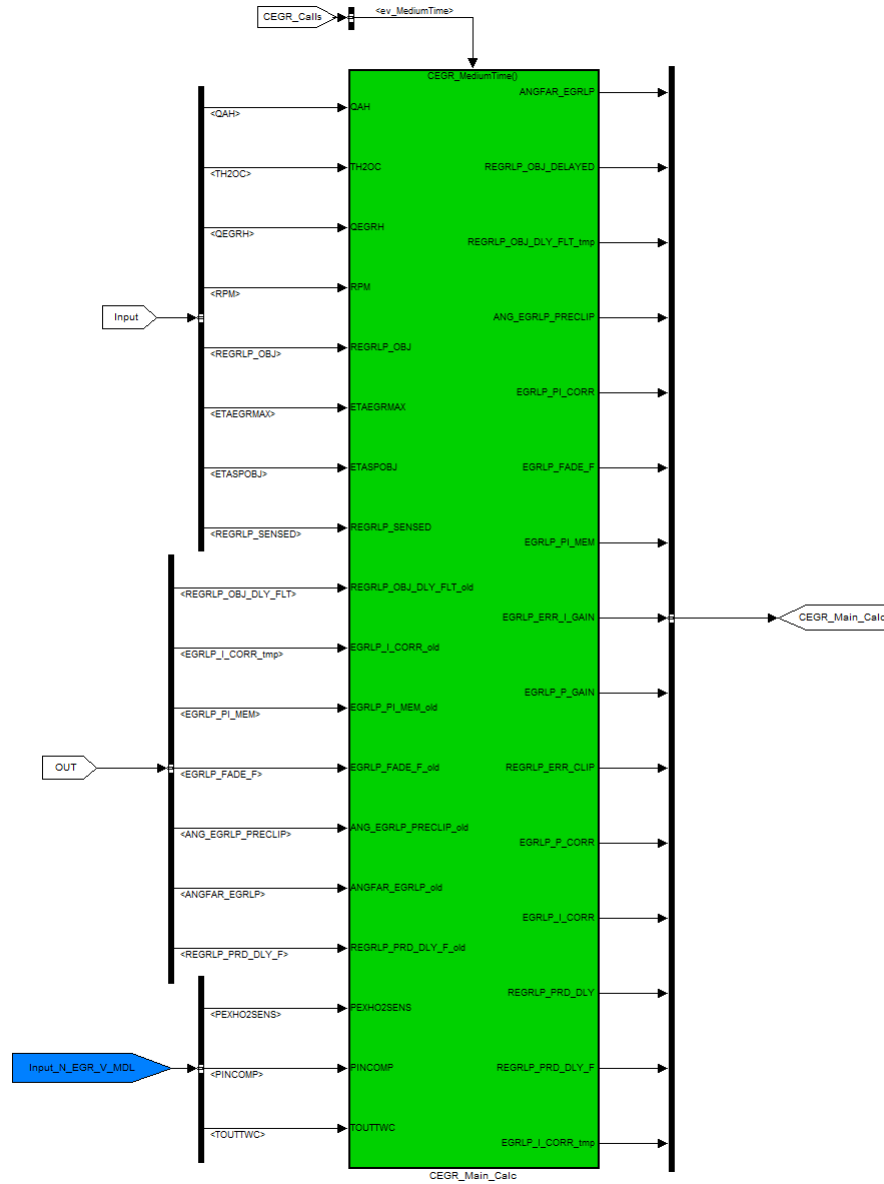 CEGR_Calls
<ev_MediumTime>
CEGR_MediumTime()
<QAH>
QAH
<TH2OC>
TH2OC
<QEGRH>
QEGRH
<RPM>
RPM
Input
<REGRLP_OBJ>
REGRLP_OBJ
<ETAEGRMAX>
ETAEGRMAX
<ETASPOBJ>
ETASPOBJ
<REGRLP_SENSED>
REGRLP_SENSED
<REGRLP_OBJ_DLY_FLT>
REGRLP_OBJ_DLY_FLT_old
<EGRLP_I_CORR_tmp>
EGRLP_I_CORR_old
<EGRLP_PI_MEM>
EGRLP_PI_MEM_old
OUT
<EGRLP_FADE_F>
EGRLP_FADE_F_old
<ANG_EGRLP_PRECLIP>
ANG_EGRLP_PRECLIP_old
<ANGFAR_EGRLP>
ANGFAR_EGRLP_old
<REGRLP_PRD_DLY_F>
REGRLP_PRD_DLY_F_old
<PEXHO2SENS>
PEXHO2SENS
Input_N_EGR_V_MDL
<PINCOMP>
PINCOMP
<TOUTTWC>
TOUTTWC
ANGFAR_EGRLP
REGRLP_OBJ_DELAYED
REGRLP_OBJ_DLY_FLT_tmp
ANG_EGRLP_PRECLIP
EGRLP_PI_CORR
EGRLP_FADE_F
EGRLP_PI_MEM
EGRLP_ERR_I_GAIN
EGRLP_P_GAIN
REGRLP_ERR_CLIP
EGRLP_P_CORR
EGRLP_I_CORR
REGRLP_PRD_DLY
REGRLP_PRD_DLY_F
EGRLP_I_CORR_tmp
CEGR_Main_Calc
CEGR_Main_Calc